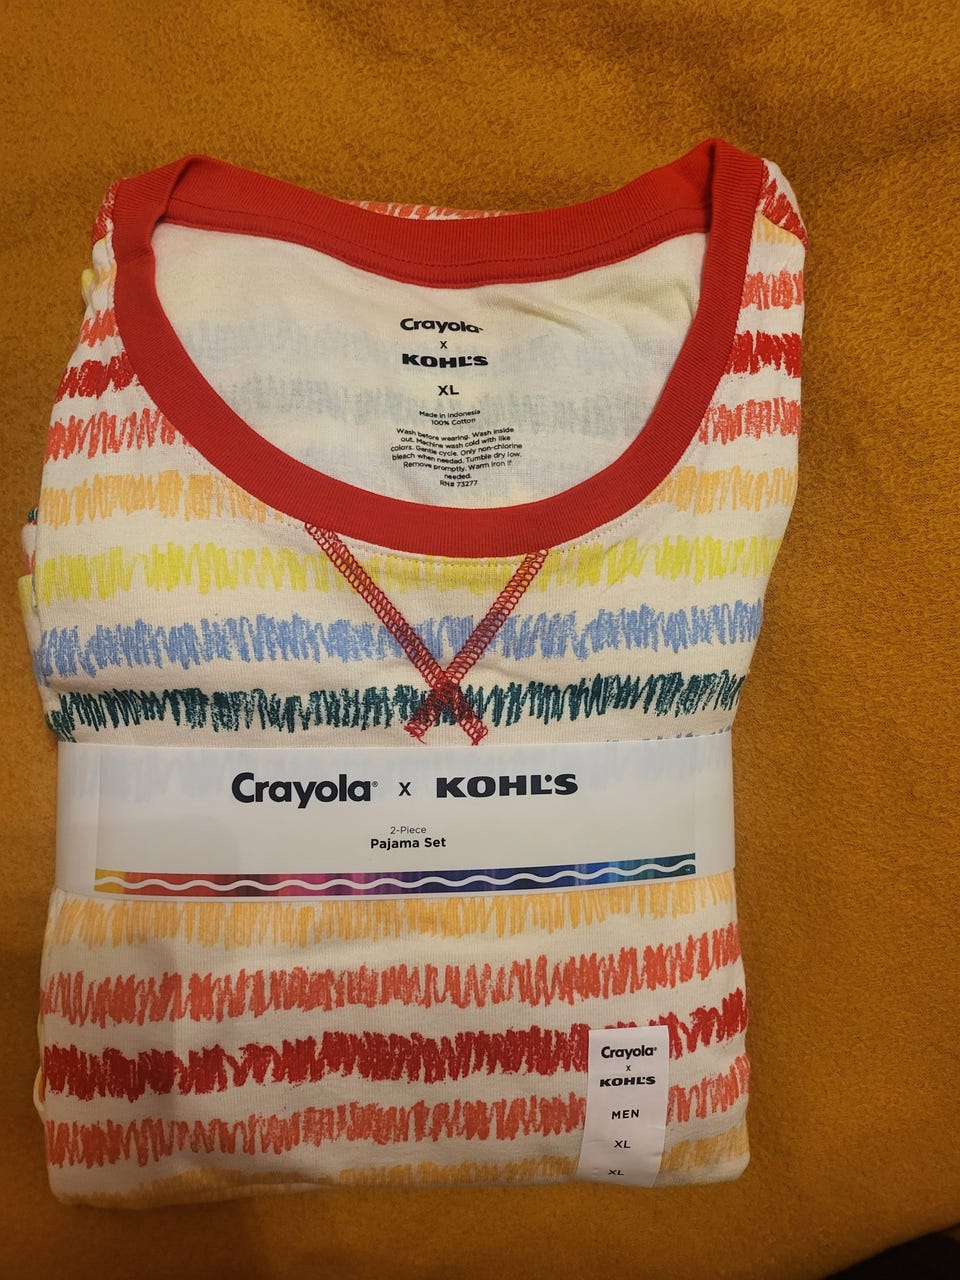 Crayola
x
KOHL'S
XL
Made in Indonesia
100% Cotton
Wash before wearing. Wash inside
out. Machine wash cold with like
colors. Gentle cycle. Only non-chlorine
bleach when needed. Tumble dry low.
Remove promptly. Warm iron if
needed.
RN# 73277
Crayola® x KOHL'S
2-Piece
Pajama Set
Crayola®
x
KOHL'S
MEN
XL
XL